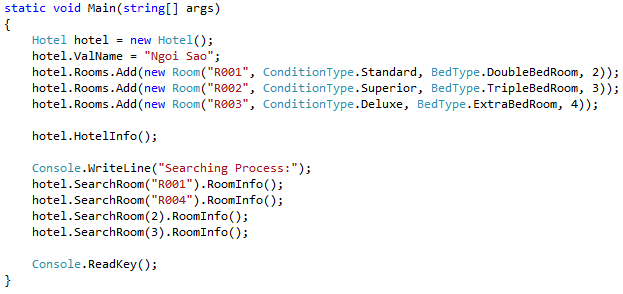 static void Main(string[] args)
{
    Hotel hotel = new Hotel();
    hotel.ValName = "Ngoi Sao";
    hotel.Rooms.Add(new Room("R001", ConditionType.Standard, BedType.DoubleBedRoom, 2));
    hotel.Rooms.Add(new Room("R002", ConditionType.Superior, BedType.TripleBedRoom, 3));
    hotel.Rooms.Add(new Room("R003", ConditionType.Deluxe, BedType.ExtraBedRoom, 4));

    hotel.HotelInfo();

    Console.WriteLine("Searching Process:");
    hotel.SearchRoom("R001").RoomInfo();
    hotel.SearchRoom("R004").RoomInfo();
    hotel.SearchRoom(2).RoomInfo();
    hotel.SearchRoom(3).RoomInfo();

    Console.ReadKey();
}